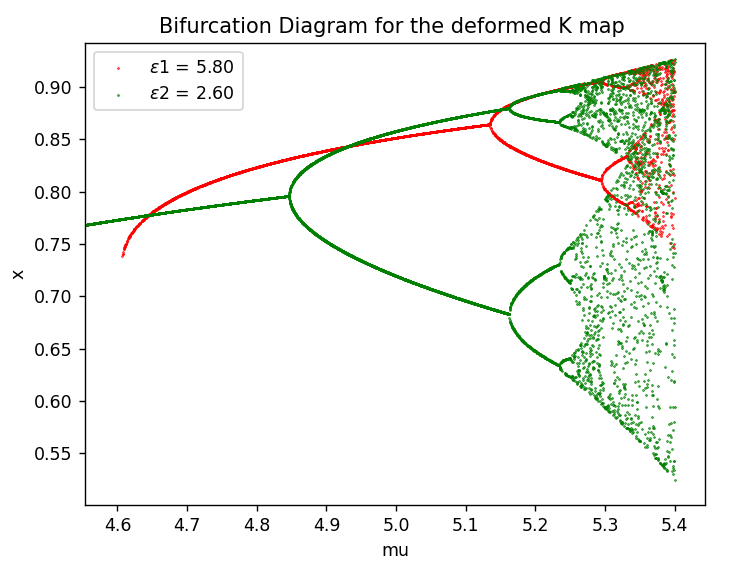 Bifurcation Diagram for the deformed K map
ε1 = 5.80
ε2 = 2.60
0.90
0.85
0.80
0.75
0.70
0.65
0.60
0.55
x
4.6 4.7 4.8 4.9 5.0 5.1 5.2 5.3 5.4
mu